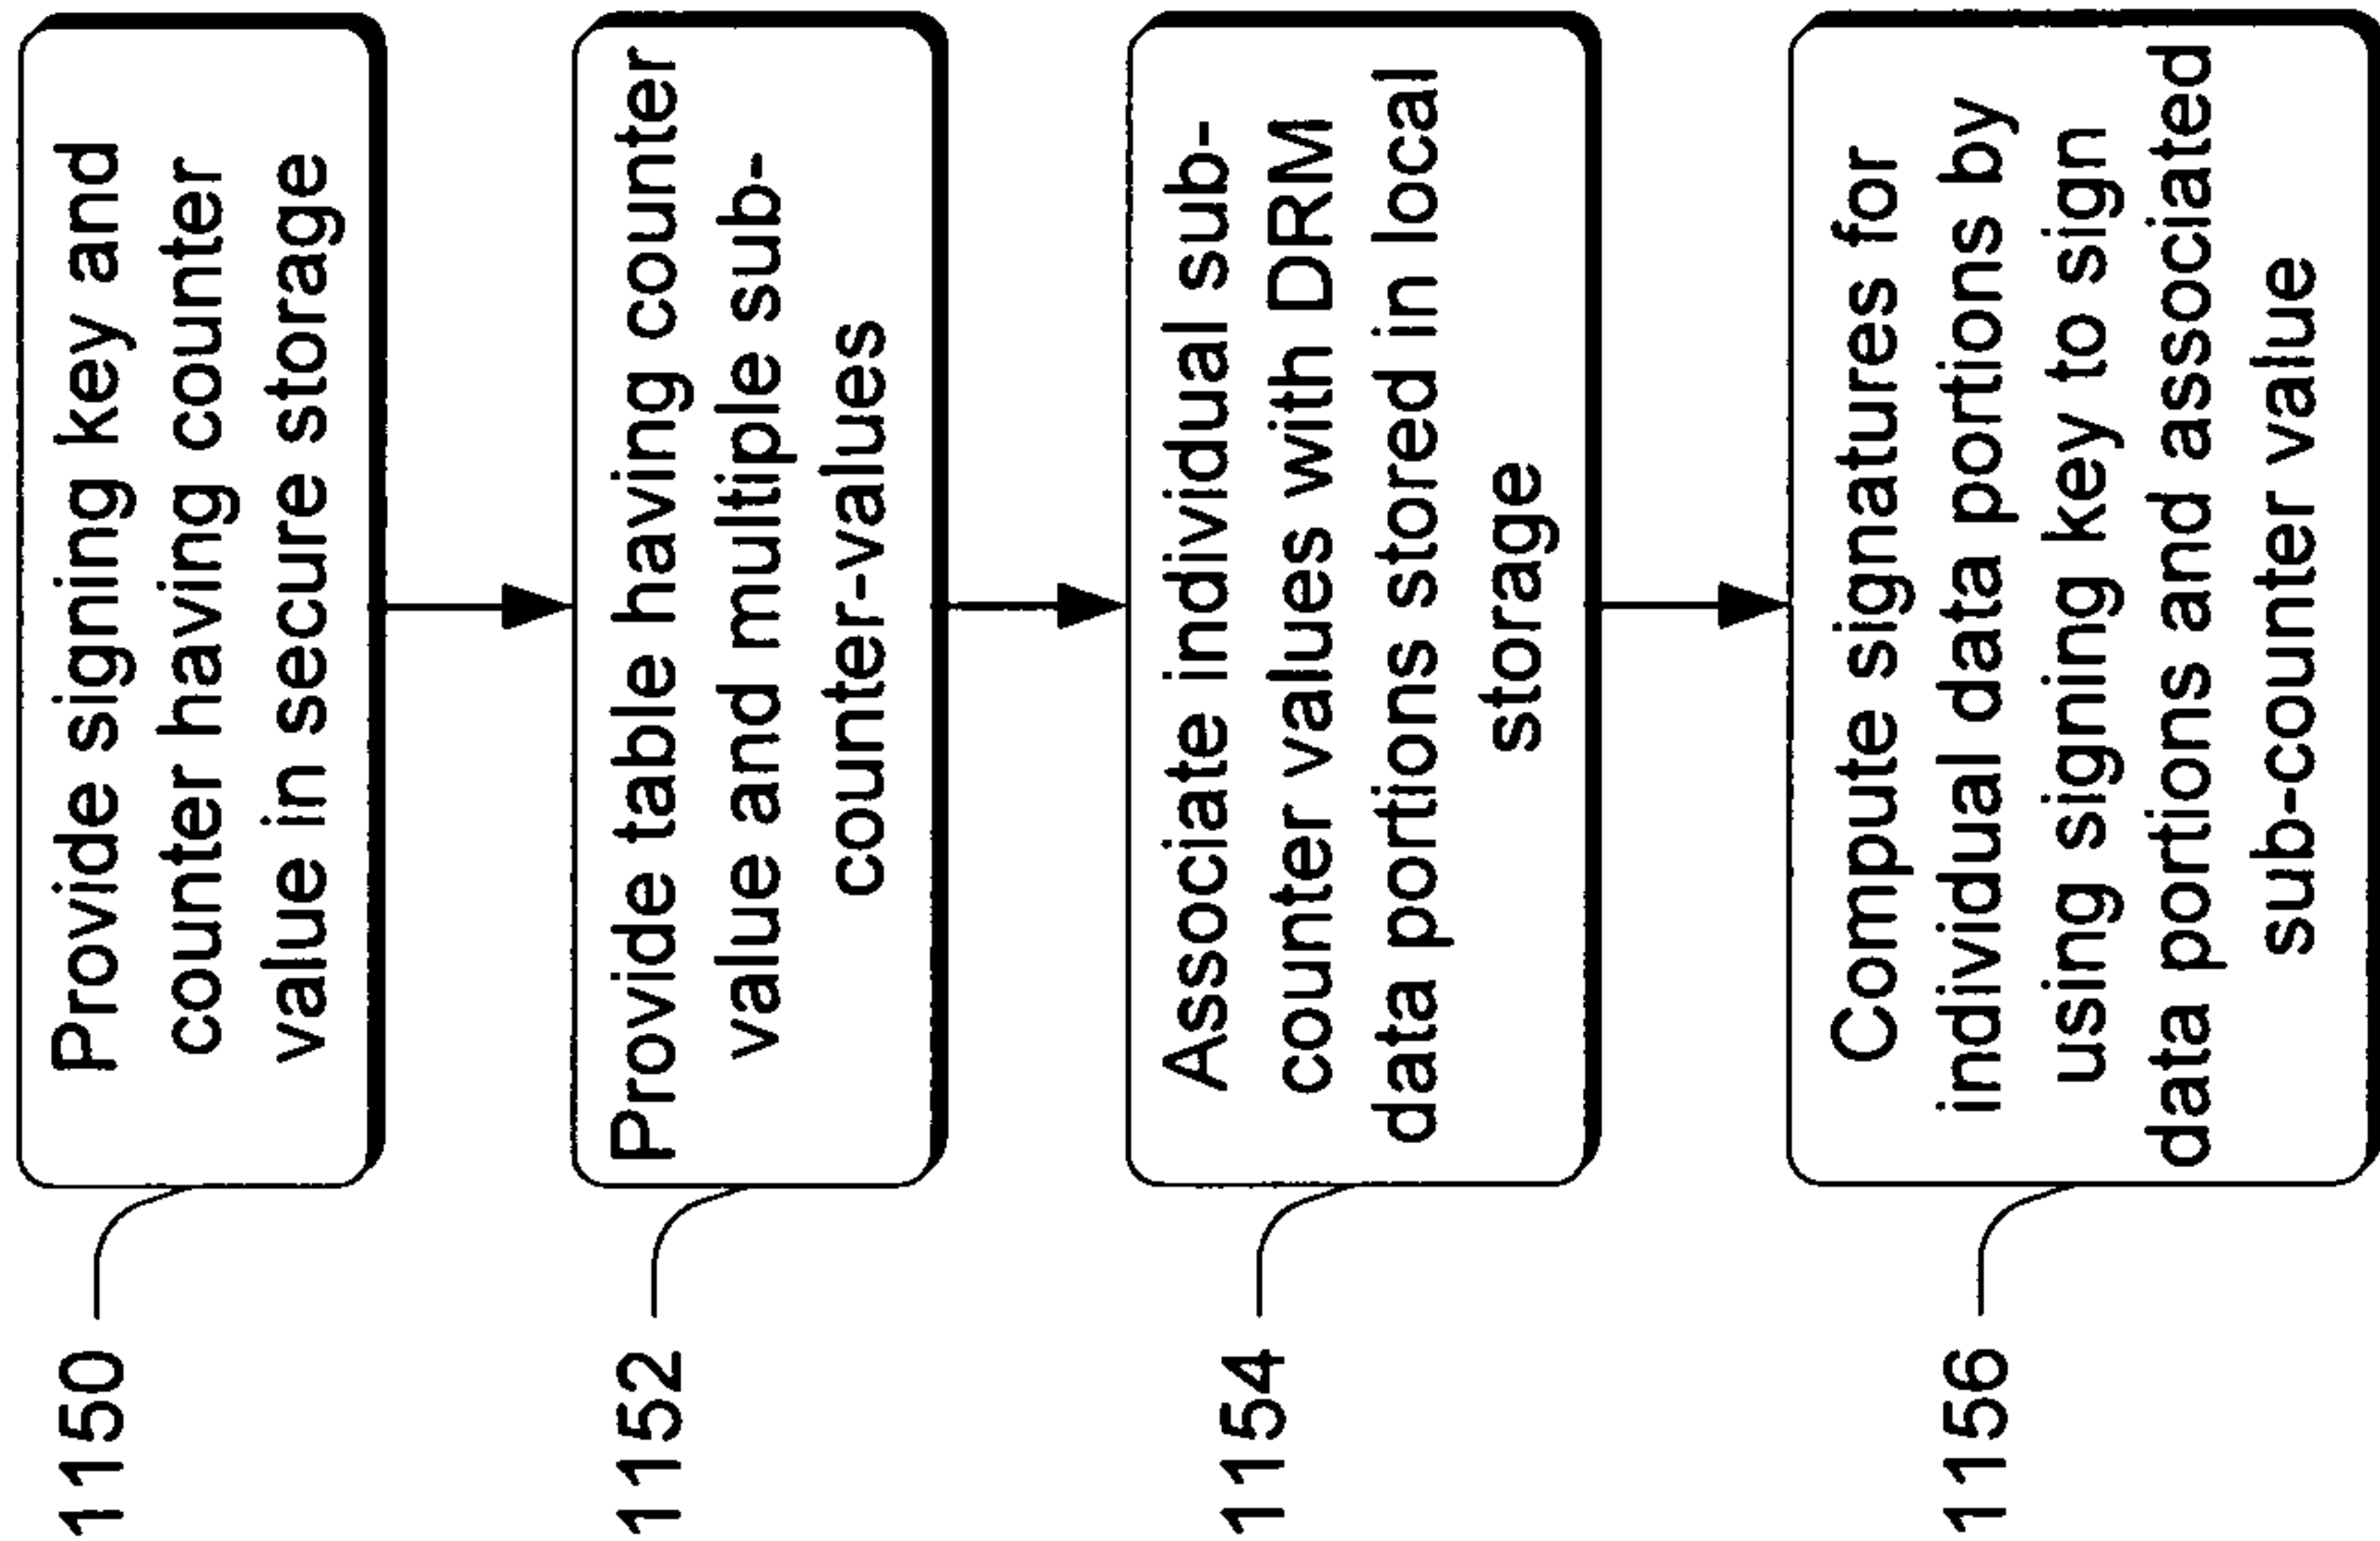 1150
Provide signing key and
counter having counter
value in secure storage
1152
Provide table having counter
value and multiple sub-
counter-values
1154
Associate individual sub-
counter values with DRM
data portions stored in local
storage
1156
Compute signatures for
individual data portions by
using signing key to sign
data portions and associated
sub-counter value